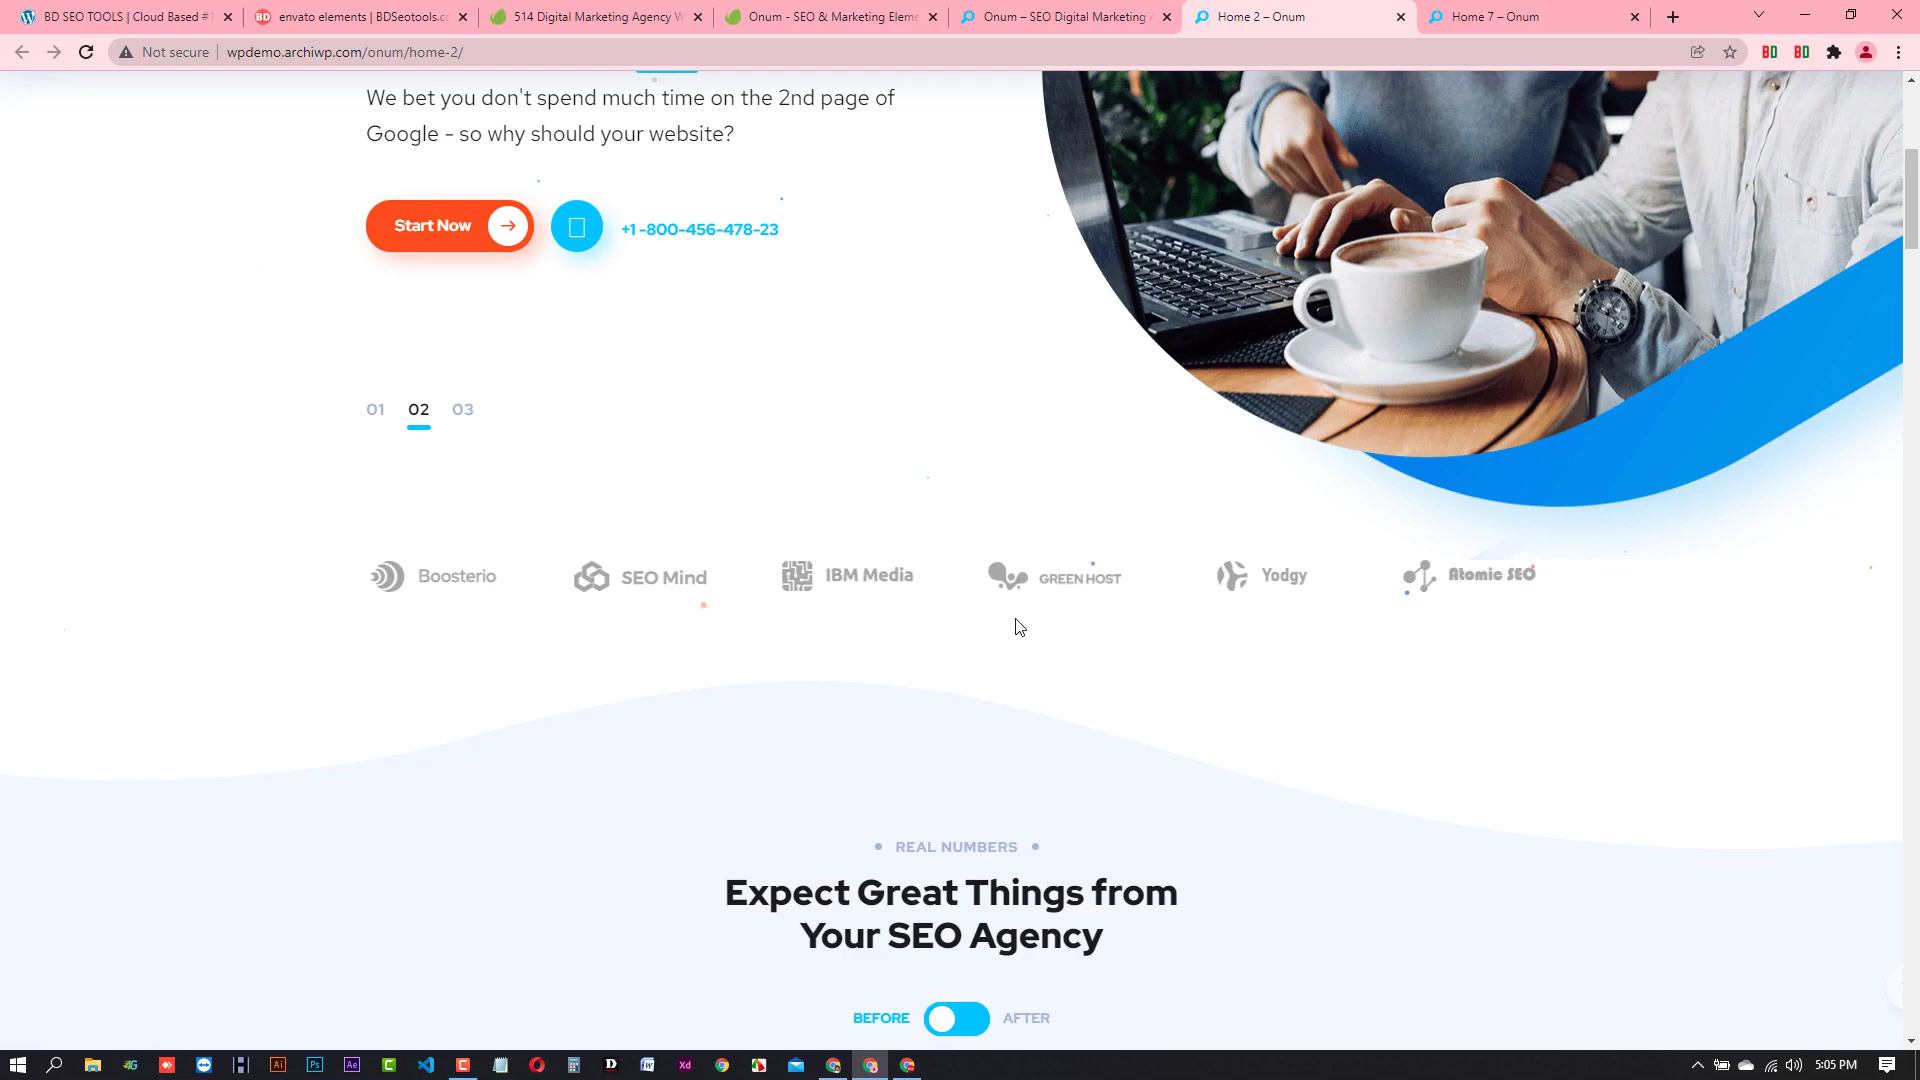 BD SEO TOOLS | Cloud Based #1
envato elements | BDSeotools.co
514 Digital Marketing Agency W
Onum - SEO & Marketing Eleme
Onum – SEO Digital Marketing A
Home 2 – Onum
Home 7 – Onum
Not secure
wpdemo.archiwp.com/onum/home-2/
BD
BD
We bet you don't spend much time on the 2nd page of
Google - so why should your website?
Start Now
+1 -800-456-478-23
01 02 03
Boosterio
SEO Mind
IBM Media
GREEN HOST
Yodgy
Atomic SEO
REAL NUMBERS
Expect Great Things from
Your SEO Agency
BEFORE
AFTER
5:05 PM